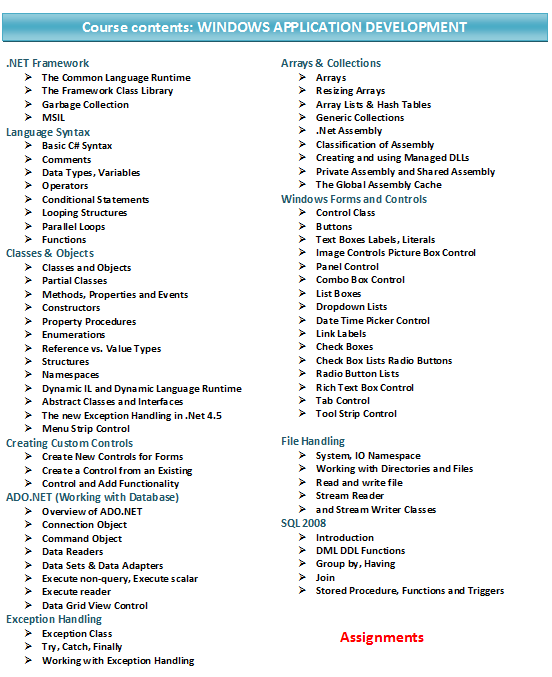 Course contents: WINDOWS APPLICATION DEVELOPMENT
.NET Framework
The Common Language Runtime
The Framework Class Library
Garbage Collection
MSIL
Language Syntax
Basic C# Syntax
Comments
Data Types, Variables
Operators
Conditional Statements
Looping Structures
Parallel Loops
Functions
Classes & Objects
Classes and Objects
Partial Classes
Methods, Properties and Events
Constructors
Property Procedures
Enumerations
Reference vs. Value Types
Structures
Namespaces
Dynamic IL and Dynamic Language Runtime
Abstract Classes and Interfaces
The new Exception Handling in .Net 4.5
Menu Strip Control
Creating Custom Controls
Create New Controls for Forms
Create a Control from an Existing
Control and Add Functionality
ADO.NET (Working with Database)
Overview of ADO.NET
Connection Object
Command Object
Data Readers
Data Sets & Data Adapters
Execute non-query, Execute scalar
Execute reader
Data Grid View Control
Exception Handling
Exception Class
Try, Catch, Finally
Working with Exception Handling
Arrays & Collections
Arrays
Resizing Arrays
Array Lists & Hash Tables
Generic Collections
.Net Assembly
Classification of Assembly
Creating and using Managed DLLs
Private Assembly and Shared Assembly
The Global Assembly Cache
Windows Forms and Controls
Control Class
Buttons
Text Boxes Labels, Literals
Image Controls Picture Box Control
Panel Control
Combo Box Control
List Boxes
Dropdown Lists
Date Time Picker Control
Link Labels
Check Boxes
Check Box Lists Radio Buttons
Radio Button Lists
Rich Text Box Control
Tab Control
Tool Strip Control
File Handling
System, IO Namespace
Working with Directories and Files
Read and write file
Stream Reader
and Stream Writer Classes
SQL 2008
Introduction
DML DDL Functions
Group by, Having
Join
Stored Procedure, Functions and Triggers
Assignments